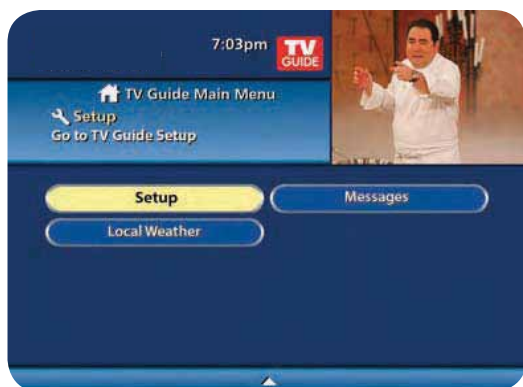 7:03pm
TV
GUIDE
TV Guide Main Menu
Setup
Go to TV Guide Setup
Setup
Messages
Local Weather